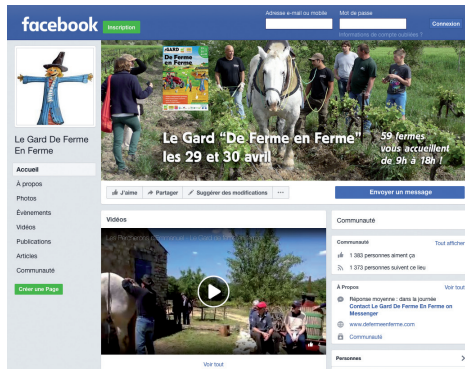 Adresse e-mail ou mobile
Mot de passe
facebook
Inscription
Connexion
Informations de compte oubliées ?
le GARD
De Ferme
en Ferme
Le Gard "De Ferme en Ferme"
les 29 et 30 avril
59 fermes
vous accueillent
de 9h à 18h !
Le Gard De Ferme
En Ferme
Accueil
À propos
Photos
Événements
Vidéos
Publications
Articles
Communauté
Créer une Page
J'aime
Partager
Suggérer des modifications
Envoyer un message
Vidéos
Voir tout
Communauté
Communauté
Tout afficher
1 383 personnes aiment ça
1 373 personnes suivent ce lieu
À Propos
Voir tout
Réponse moyenne : dans la journée
Contact Le Gard De Ferme En Ferme on
Messenger
www.defermeenferme.com
Communauté
Personnes